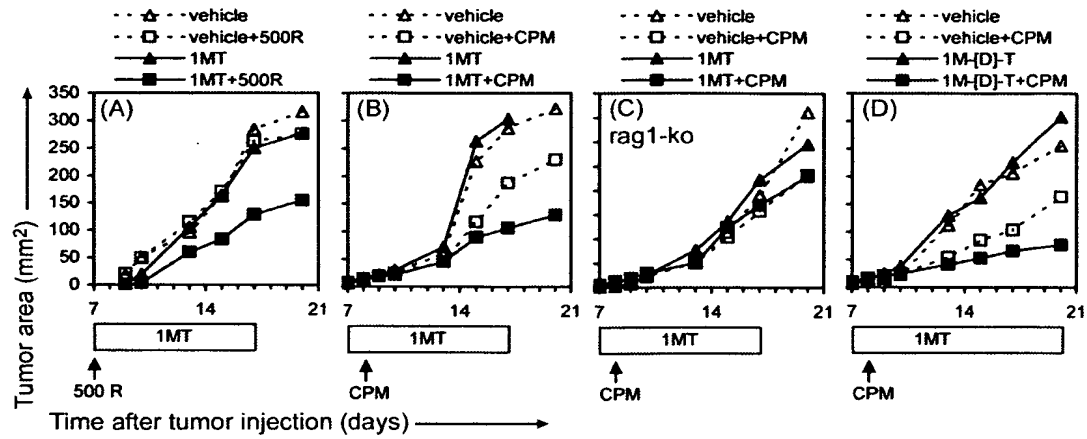 vehicle
vehicle+500R
1MT
1MT+500R
vehicle
vehicle+CPM
1MT
1MT+CPM
vehicle
vehicle+CPM
1MT
1MT+CPM
vehicle
vehicle+CPM
1M-[D]-T
1M-[D]-T+CPM
Tumor area (mm²)
350
300
250
200
150
100
50
0
(A)
(B)
(C)
rag1-ko
(D)
7 14 21
7 14 21
7 14 21
7 14 21
1MT
1MT
1MT
1MT
500 R
CPM
CPM
CPM
Time after tumor injection (days)